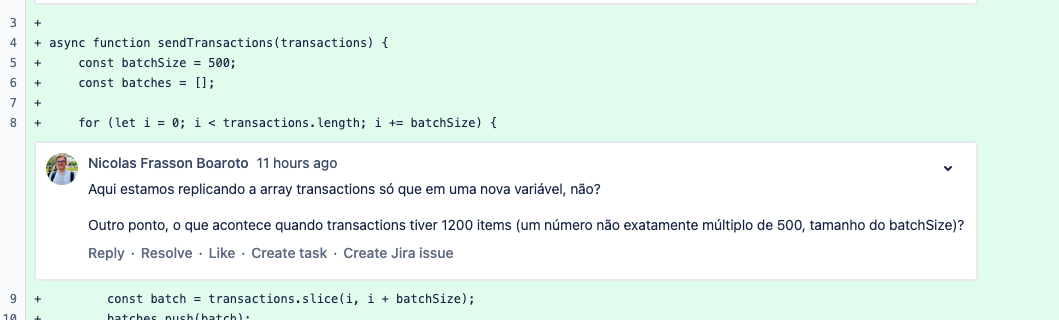 3 +
4 + async function sendTransactions(transactions) {
5 + const batchSize = 500;
6 + const batches = [];
7 +
8 + for (let i = 0; i < transactions.length; i += batchSize) {
Nicolas Frasson Boaroto 11 hours ago
Aqui estamos replicando a array transactions só que em uma nova variável, não?
Outro ponto, o que acontece quando transactions tiver 1200 items (um número não exatamente múltiplo de 500, tamanho do batchSize)?
Reply · Resolve · Like · Create task · Create Jira issue
9 + const batch = transactions.slice(i, i + batchSize);
10 + batches.push(batch);